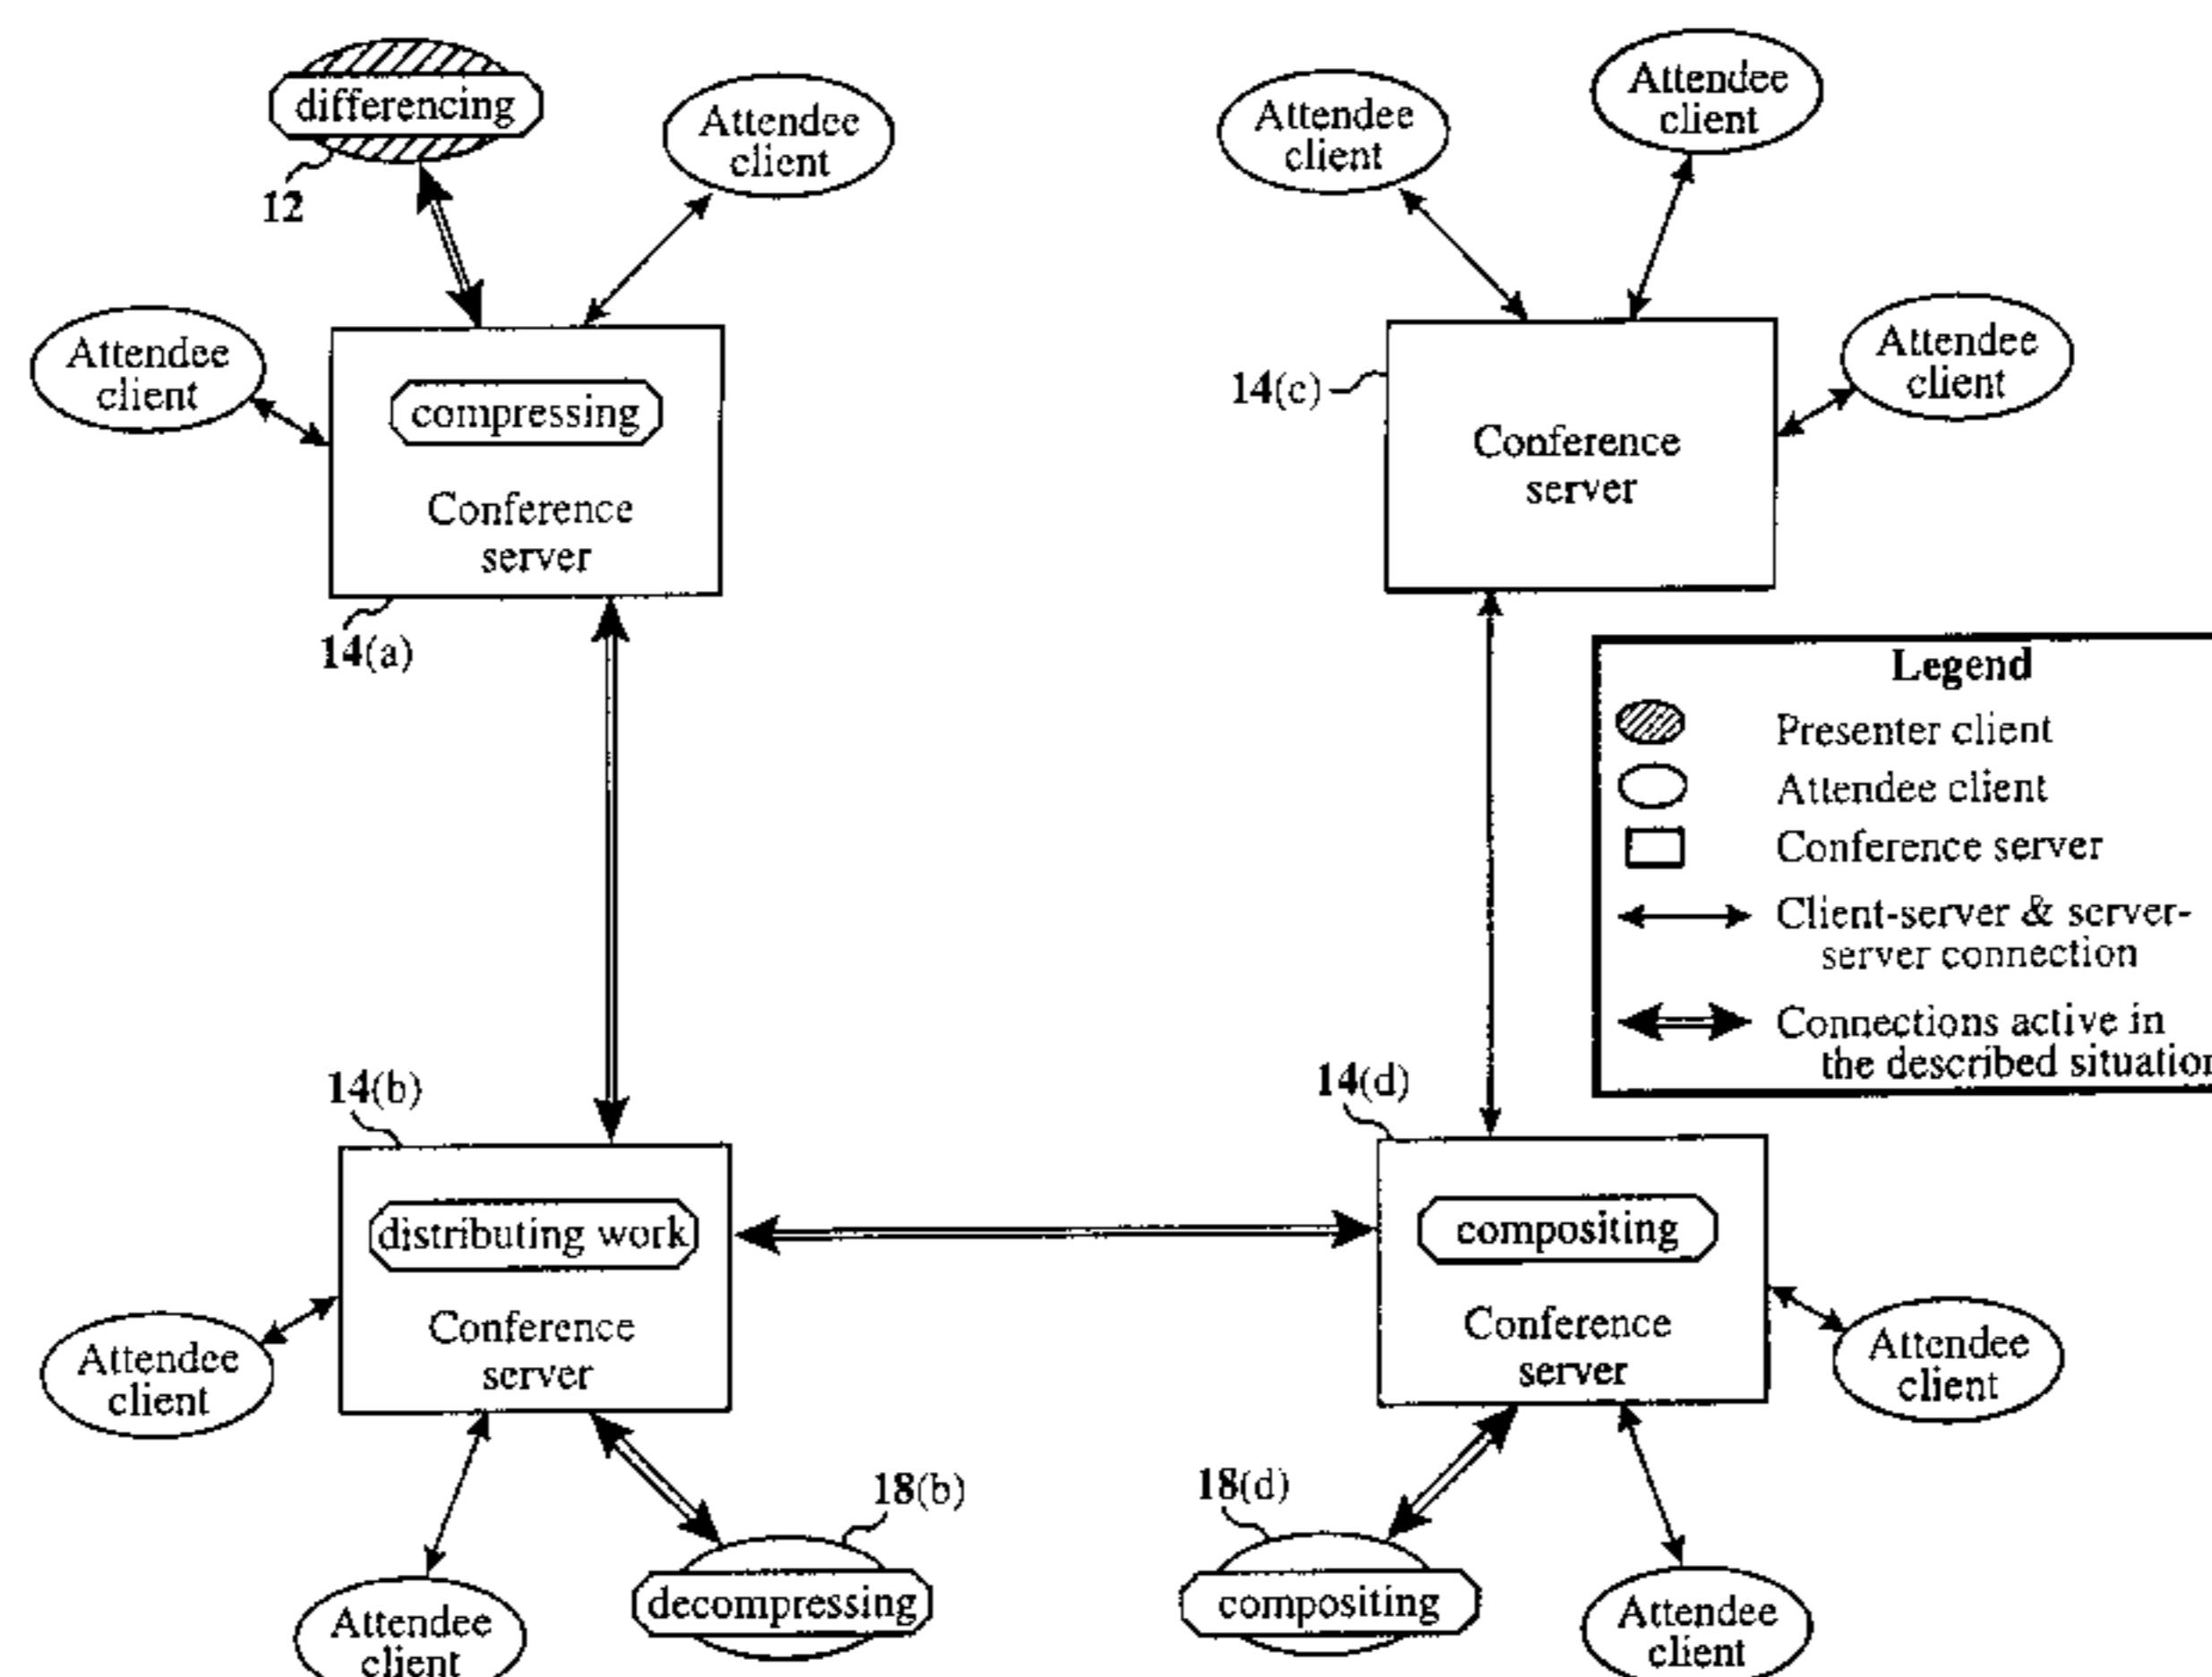 differencing
12
Attendee
client
Attendee
client
compressing
Conference
server
14(a)
Attendee
client
Attendee
client
Attendee
client
14(c)
Conference
server
Legend
Presenter client
Attendee client
Conference server
Client-server & server-
server connection
Connections active in
the described situation
14(b)
distributing work
Conference
server
Attendee
client
Attendee
client
18(b)
decompressing
14(d)
compositing
Conference
server
Attendee
client
18(d)
compositing
Attendee
client